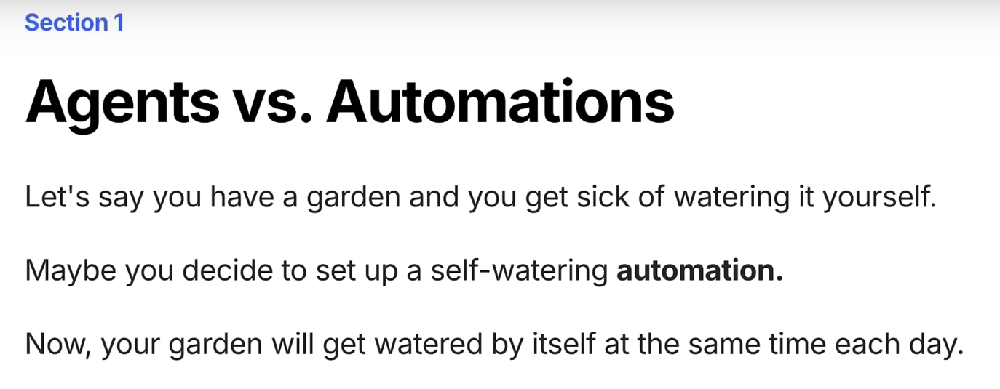 Section 1
Agents vs. Automations
Let's say you have a garden and you get sick of watering it yourself.
Maybe you decide to set up a self-watering automation.
Now, your garden will get watered by itself at the same time each day.